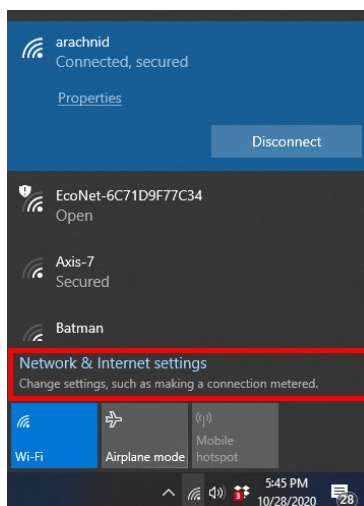 arachnid
Connected, secured
Properties
Disconnect
EcoNet-6C71D9F77C34
Open
Axis-7
Secured
Batman
Network & Internet settings
Change settings, such as making a connection metered.
Wi-Fi
Airplane mode
Mobile
hotspot
5:45 PM
10/28/2020
28